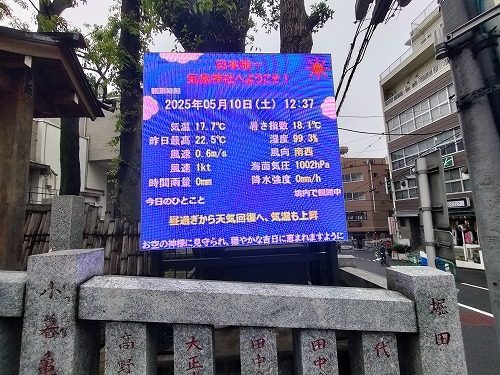 日本唯一
気象神社へようこそ！
観測時刻
2025年05月10日(土) 12:37
気温 17.7℃ 暑さ指数 18.1℃
昨日最高 22.5℃ 湿度 99.3%
風速 0.6m/s 風向 南西
風速 1kt 海面気圧 1002hPa
時間雨量 0mm 降水強度 0mm/h
今日のひとこと 境内で観測中
昼過ぎから天気回復へ、気温も上昇
お空の神様に見守られ、穏やかな吉日に恵まれますように
小善亀
高野
大正
田中
田中
代
堀田